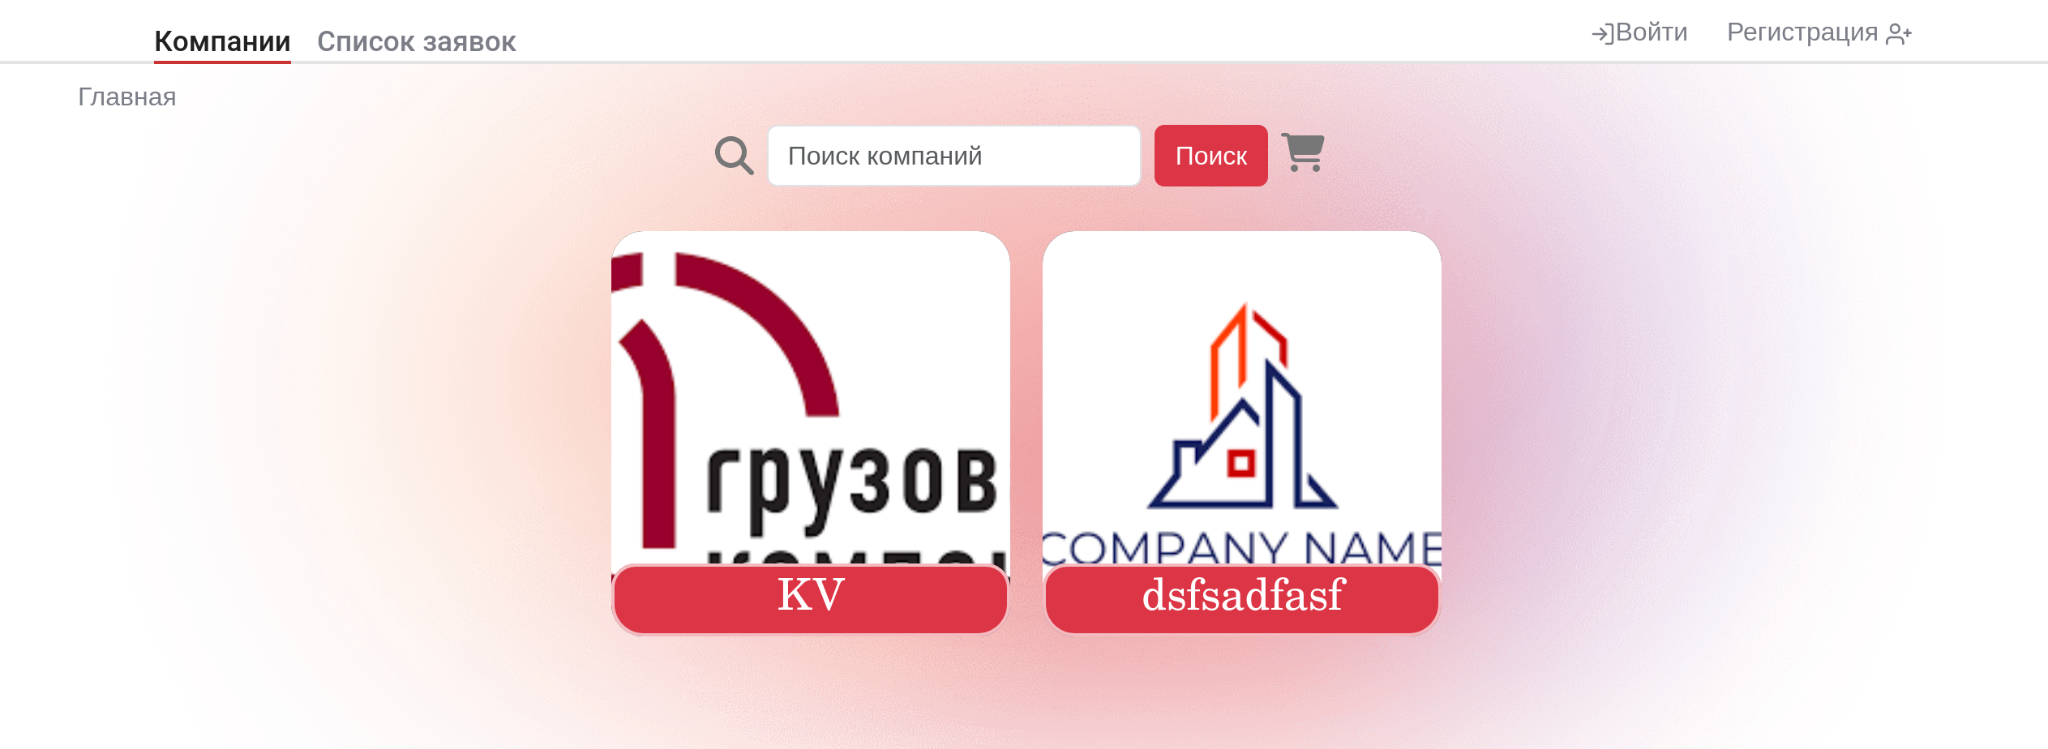 Компании Список заявок Войти Регистрация
Главная
Поиск компаний Поиск
грузов
COMPANY NAME
KV
dsfsadfasf